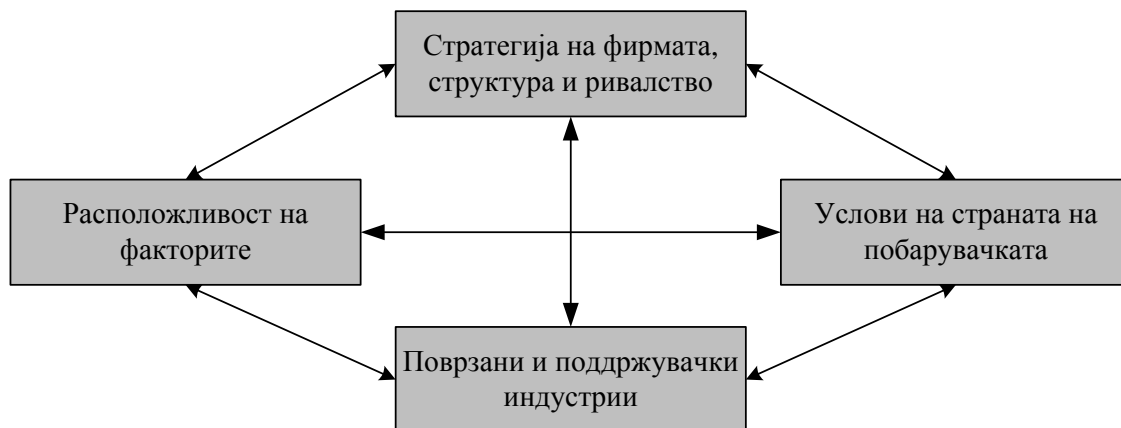 Стратегија на фирмата,
структура и ривалство
Расположливост на
факторите
Услови на страната на
побарувачката
Поврзани и поддржувачки
индустрии